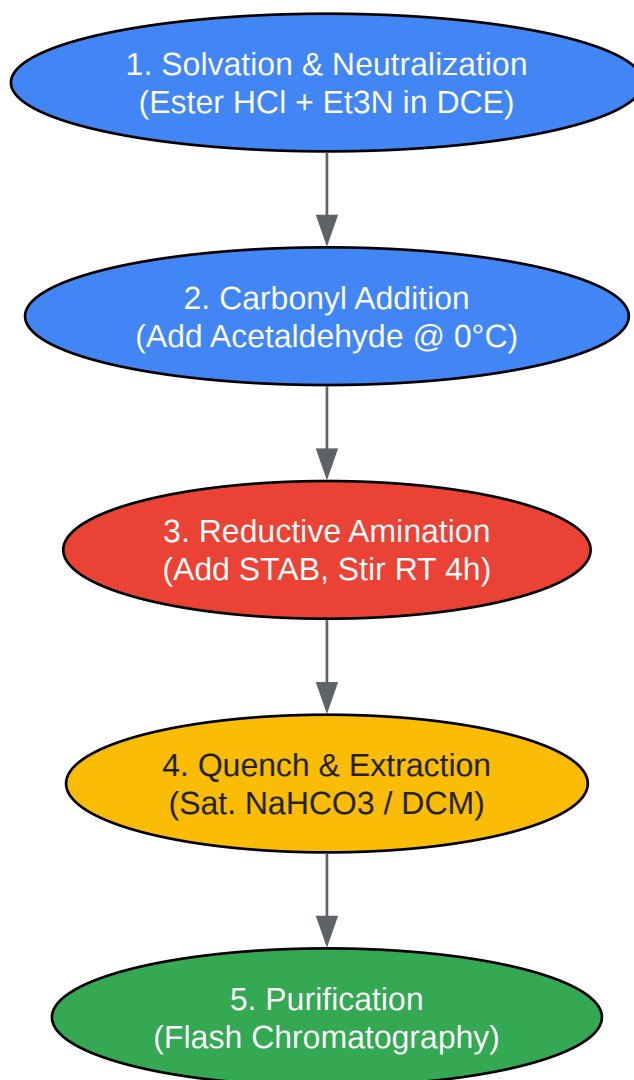 1. Solvation & Neutralization
(Ester HCl + Et3N in DCE)
2. Carbonyl Addition
(Add Acetaldehyde @ 0°C)
3. Reductive Amination
(Add STAB, Stir RT 4h)
4. Quench & Extraction
(Sat. NaHCO3 / DCM)
5. Purification
(Flash Chromatography)